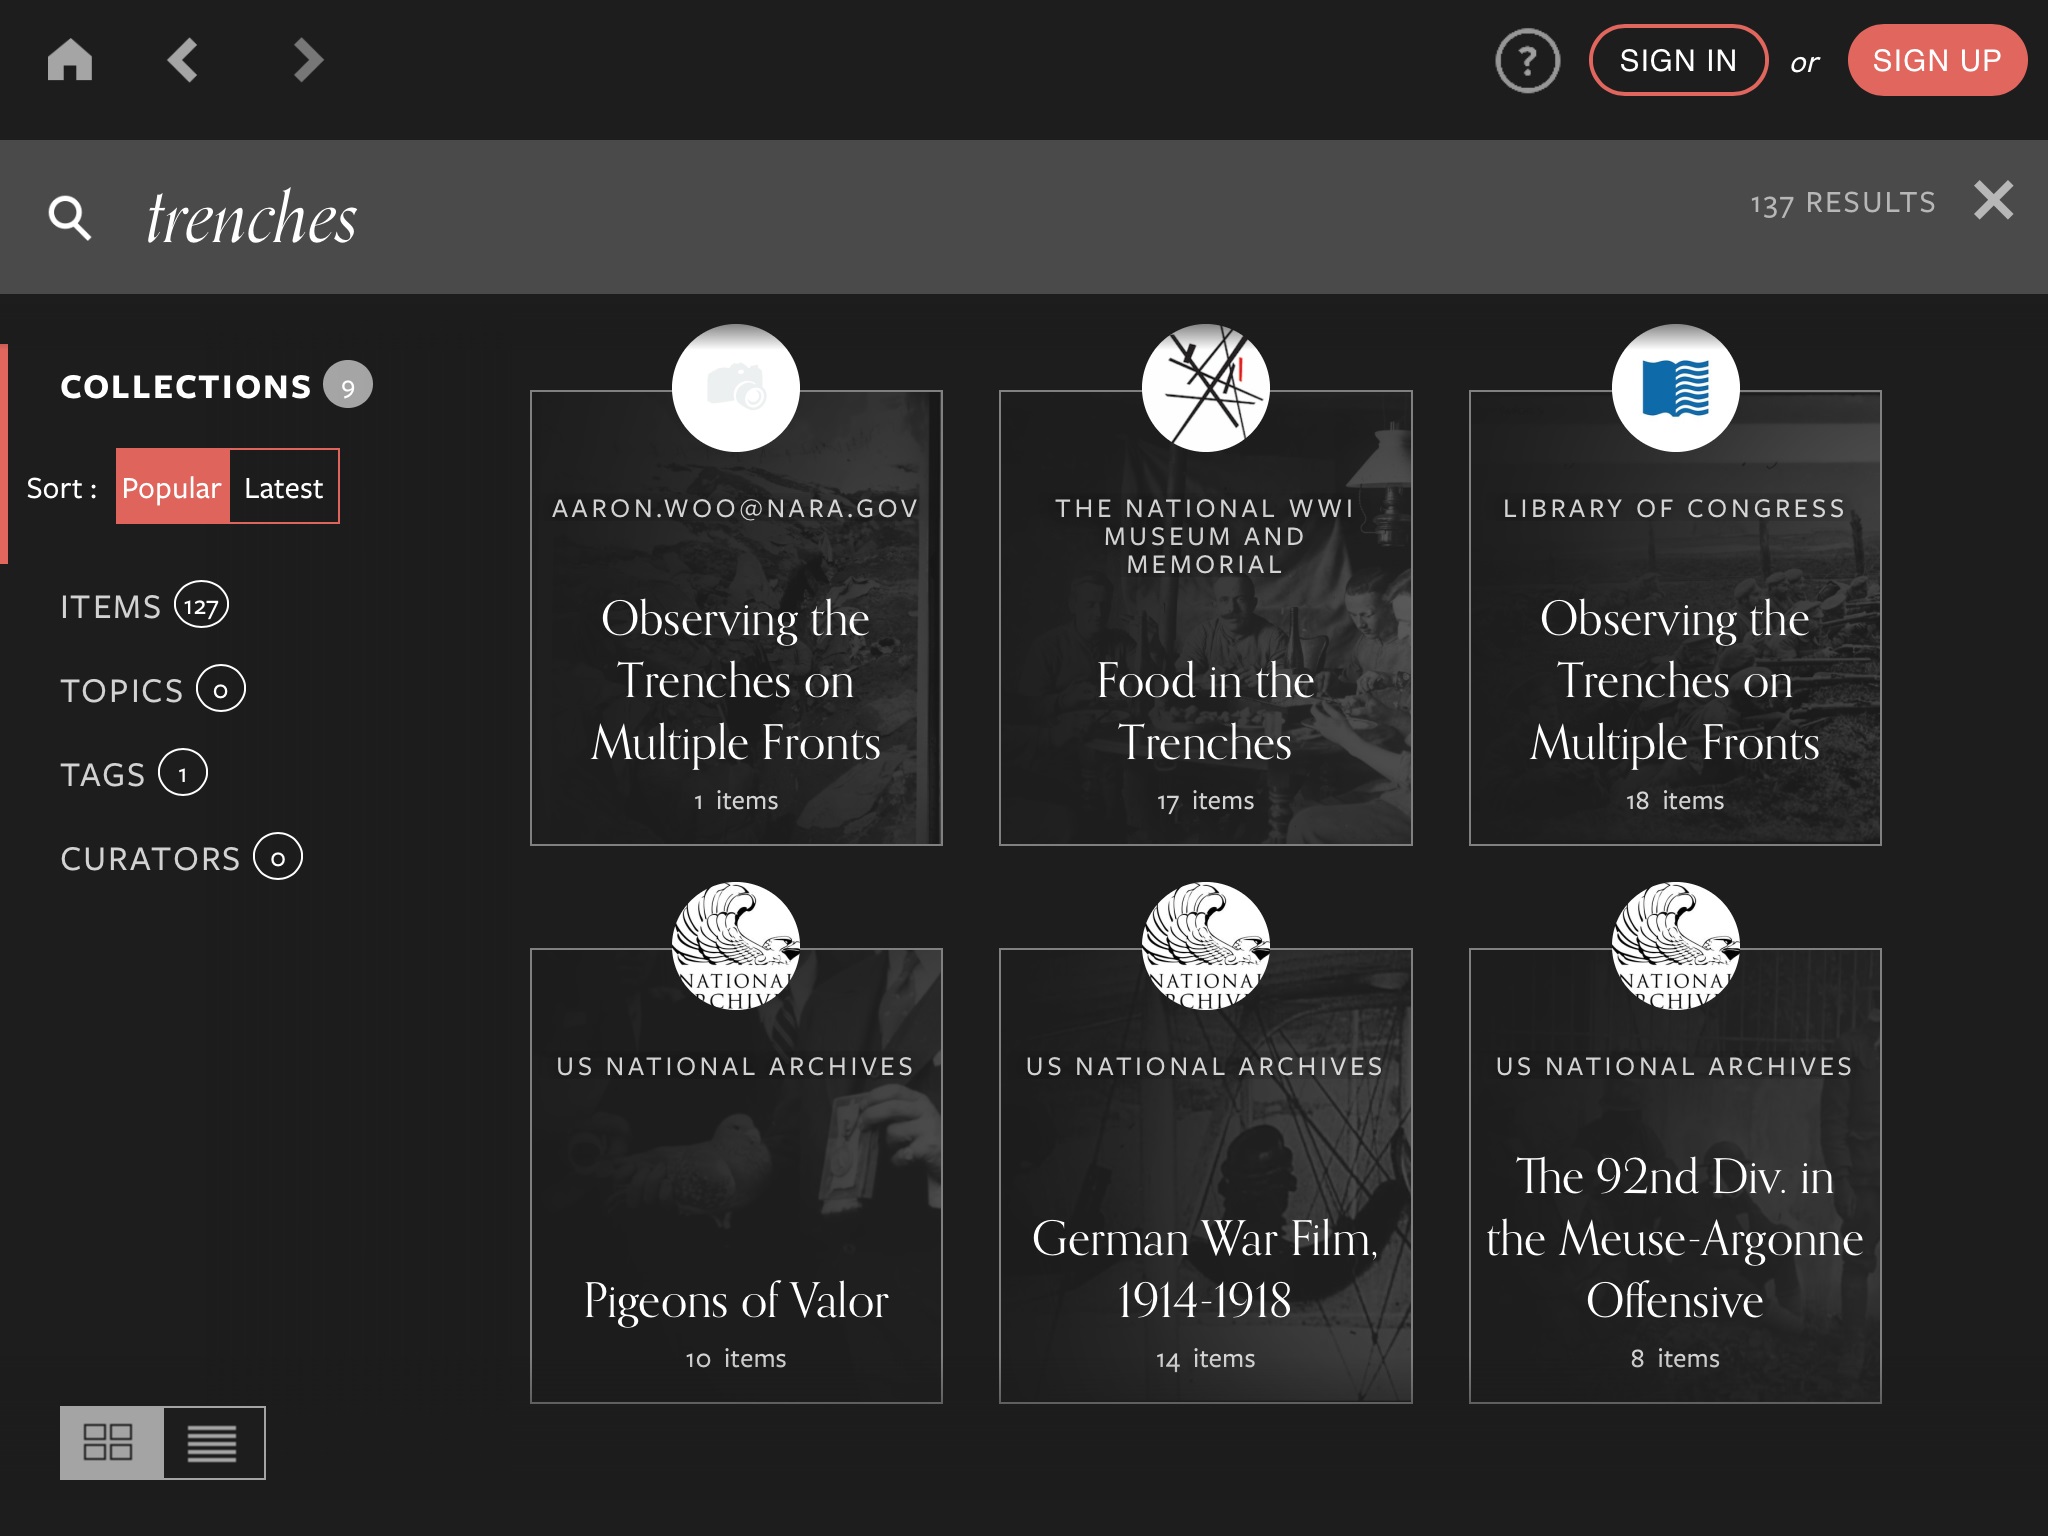 ?
SIGN IN
or
SIGN UP
trenches
137 RESULTS
COLLECTIONS 9
Sort : Popular Latest
ITEMS 127
TOPICS 0
TAGS 1
CURATORS 0
AARON.WOO@NARA.GOV
Observing the
Trenches on
Multiple Fronts
1 items
THE NATIONAL WWI
MUSEUM AND
MEMORIAL
Food in the
Trenches
17 items
LIBRARY OF CONGRESS
Observing the
Trenches on
Multiple Fronts
18 items
NATIONAL
ARCHIVES
US NATIONAL ARCHIVES
Pigeons of Valor
10 items
NATIONAL
ARCHIVES
US NATIONAL ARCHIVES
German War Film,
1914-1918
14 items
NATIONAL
ARCHIVES
US NATIONAL ARCHIVES
The 92nd Div. in
the Meuse-Argonne
Offensive
8 items